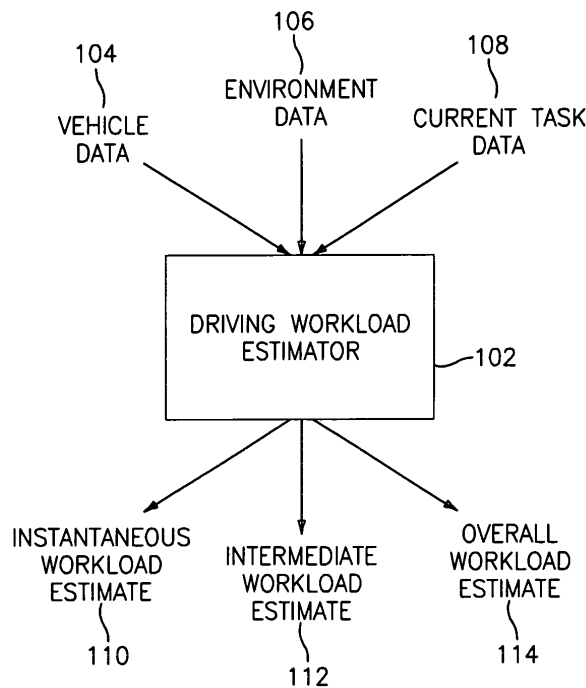 104
VEHICLE
DATA
106
ENVIRONMENT
DATA
108
CURRENT TASK
DATA
DRIVING WORKLOAD
ESTIMATOR
102
INSTANTANEOUS
WORKLOAD
ESTIMATE
110
INTERMEDIATE
WORKLOAD
ESTIMATE
112
OVERALL
WORKLOAD
ESTIMATE
114